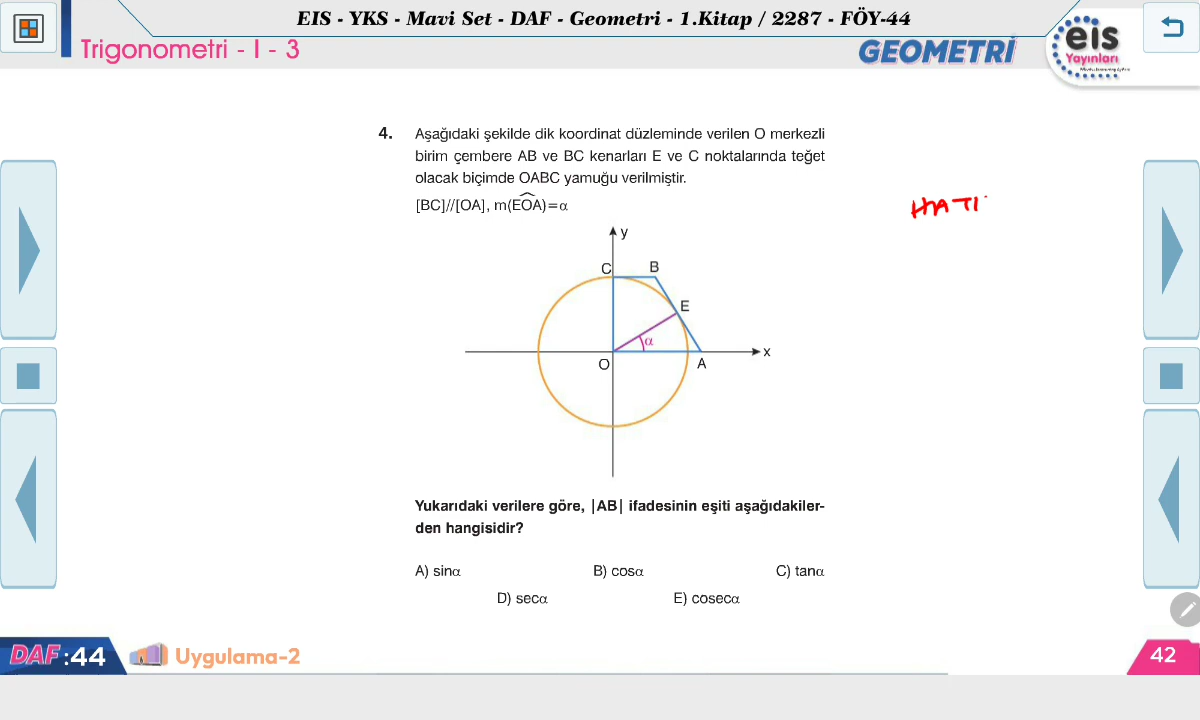 EIS - YKS - Mavi Set - DAF - Geometri - 1.Kitap / 2287 - FÖY-44
Trigonometri - I - 3
GEOMETRİ
eis
Yayınları
4. Aşağıdaki şekilde dik koordinat düzleminde verilen O merkezli
birim çembere AB ve BC kenarları E ve C noktalarında teğet
olacak biçimde OABC yamuğu verilmiştir.
[BC]//[OA], m(EOA)=α
HATI
y
C
B
E
α
x
O
A
Yukarıdaki verilere göre, |AB| ifadesinin eşiti aşağıdakiler-
den hangisidir?
A) sinα B) cosα C) tanα
D) secα E) cosecα
DAF:44
Uygulama-2
42